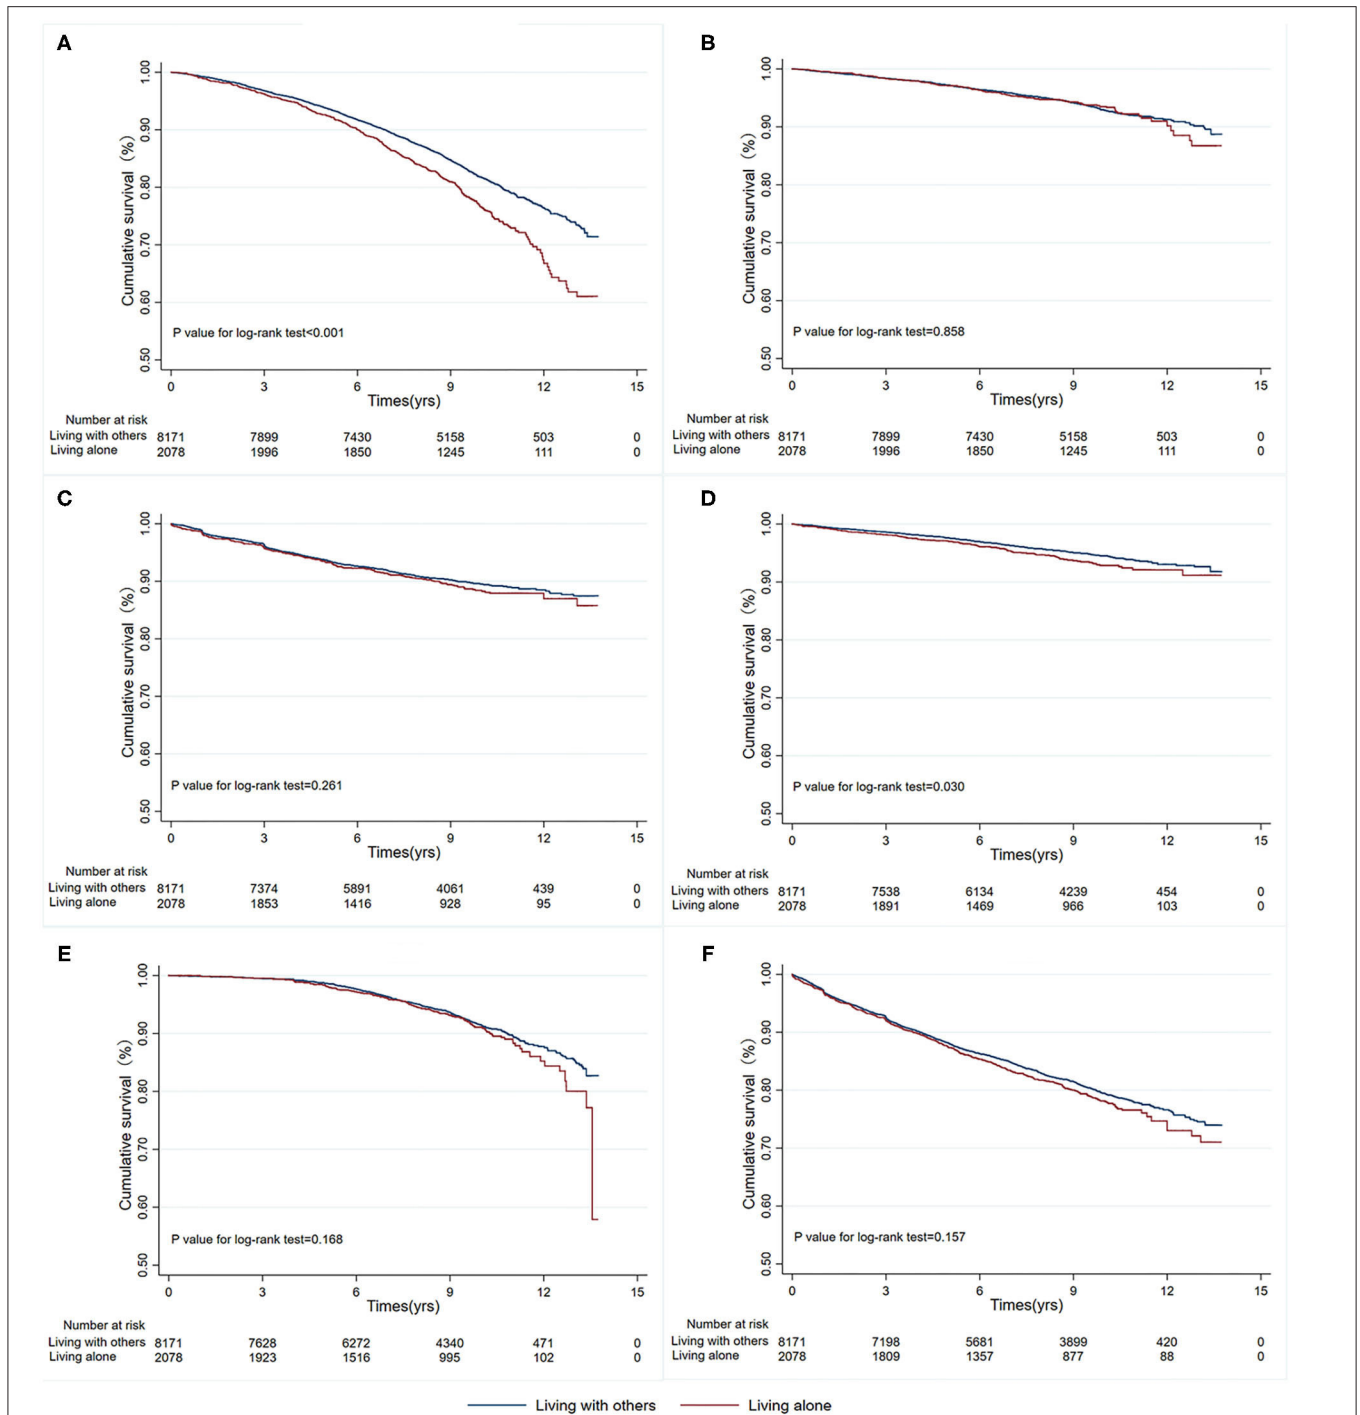 A
Cumulative survival (%)
1.00
0.90
0.80
0.70
0.60
0.50
P value for log-rank test<0.001
0 3 6 9 12 15
Times(yrs)
Number at risk
Living with others 8171 7899 7430 5158 503 0
Living alone 2078 1996 1850 1245 111 0
B
Cumulative survival (%)
1.00
0.90
0.80
0.70
0.60
0.50
P value for log-rank test=0.858
0 3 6 9 12 15
Times(yrs)
Number at risk
Living with others 8171 7899 7430 5158 503 0
Living alone 2078 1996 1850 1245 111 0
C
Cumulative survival (%)
1.00
0.90
0.80
0.70
0.60
0.50
P value for log-rank test=0.261
0 3 6 9 12 15
Times(yrs)
Number at risk
Living with others 8171 7374 5891 4061 439 0
Living alone 2078 1853 1416 928 95 0
D
Cumulative survival (%)
1.00
0.90
0.80
0.70
0.60
0.50
P value for log-rank test=0.030
0 3 6 9 12 15
Times(yrs)
Number at risk
Living with others 8171 7538 6134 4239 454 0
Living alone 2078 1891 1469 966 103 0
E
Cumulative survival (%)
1.00
0.90
0.80
0.70
0.60
0.50
P value for log-rank test=0.168
0 3 6 9 12 15
Times(yrs)
Number at risk
Living with others 8171 7628 6272 4340 471 0
Living alone 2078 1923 1516 995 102 0
F
Cumulative survival (%)
1.00
0.90
0.80
0.70
0.60
0.50
P value for log-rank test=0.157
0 3 6 9 12 15
Times(yrs)
Number at risk
Living with others 8171 7198 5681 3899 420 0
Living alone 2078 1809 1357 877 88 0
Living with others Living alone